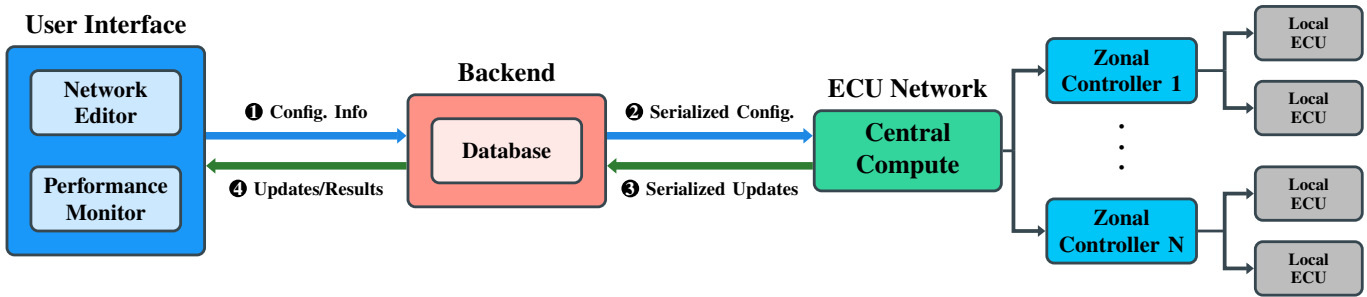 User Interface
Network
Editor
Performance
Monitor
❶ Config. Info
❹ Updates/Results
Backend
Database
❷ Serialized Config.
❸ Serialized Updates
ECU Network
Central
Compute
Zonal
Controller 1
Zonal
Controller N
Local
ECU
Local
ECU
Local
ECU
Local
ECU